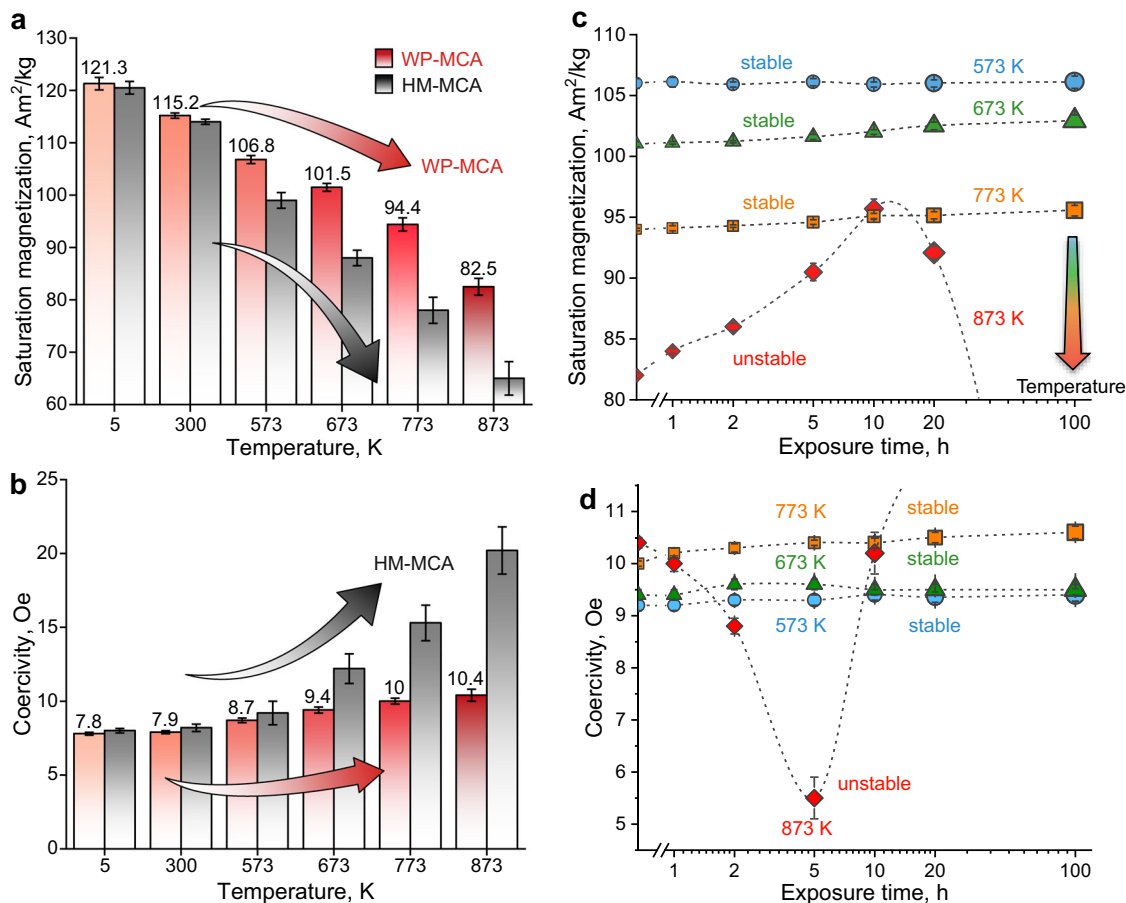 a
130
120
110
100
90
80
70
60
Saturation magnetization, Am²/kg
121.3
115.2
106.8
101.5
94.4
82.5
WP-MCA
HM-MCA
WP-MCA
5 300 573 673 773 873
Temperature, K
b
25
20
15
10
5
0
Coercivity, Oe
7.8
7.9
8.7
9.4
10
10.4
HM-MCA
5 300 573 673 773 873
Temperature, K
c
110
105
100
95
90
85
80
Saturation magnetization, Am²/kg
stable
573 K
673 K
stable
stable
773 K
873 K
unstable
Temperature
1 2 5 10 20 100
Exposure time, h
d
11
10
9
8
7
6
5
Coercivity, Oe
773 K
stable
673 K
stable
573 K
stable
unstable
873 K
1 2 5 10 20 100
Exposure time, h